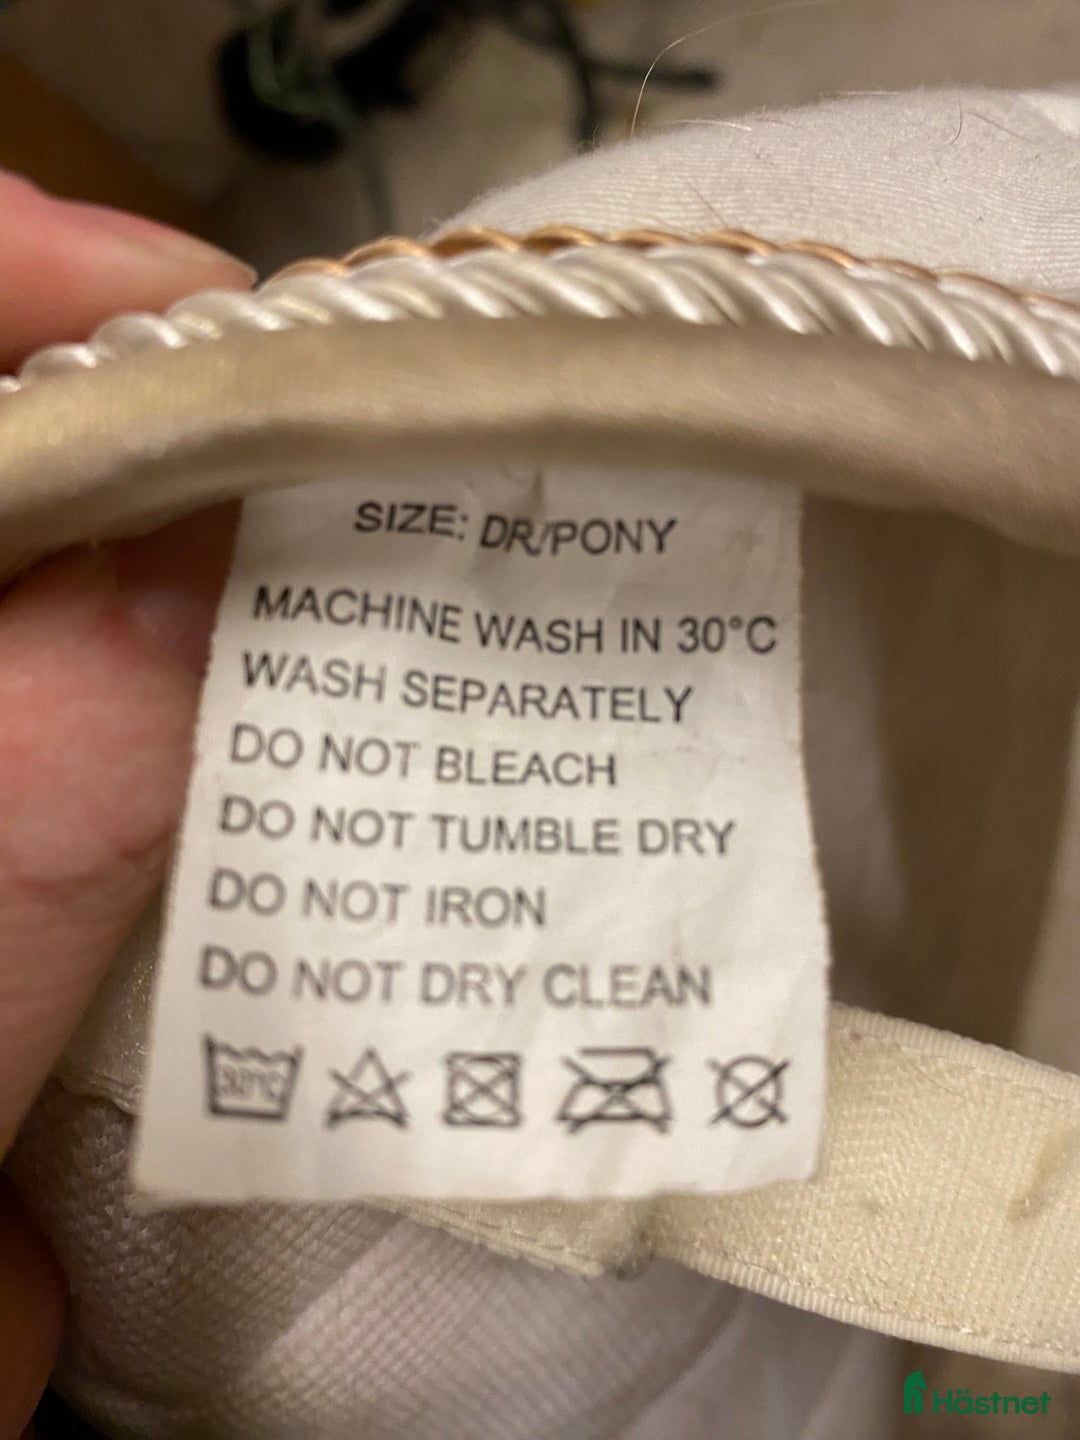 SIZE: DR/PONY
MACHINE WASH IN 30°C
WASH SEPARATELY
DO NOT BLEACH
DO NOT TUMBLE DRY
DO NOT IRON
DO NOT DRY CLEAN
30°C
Hästnet